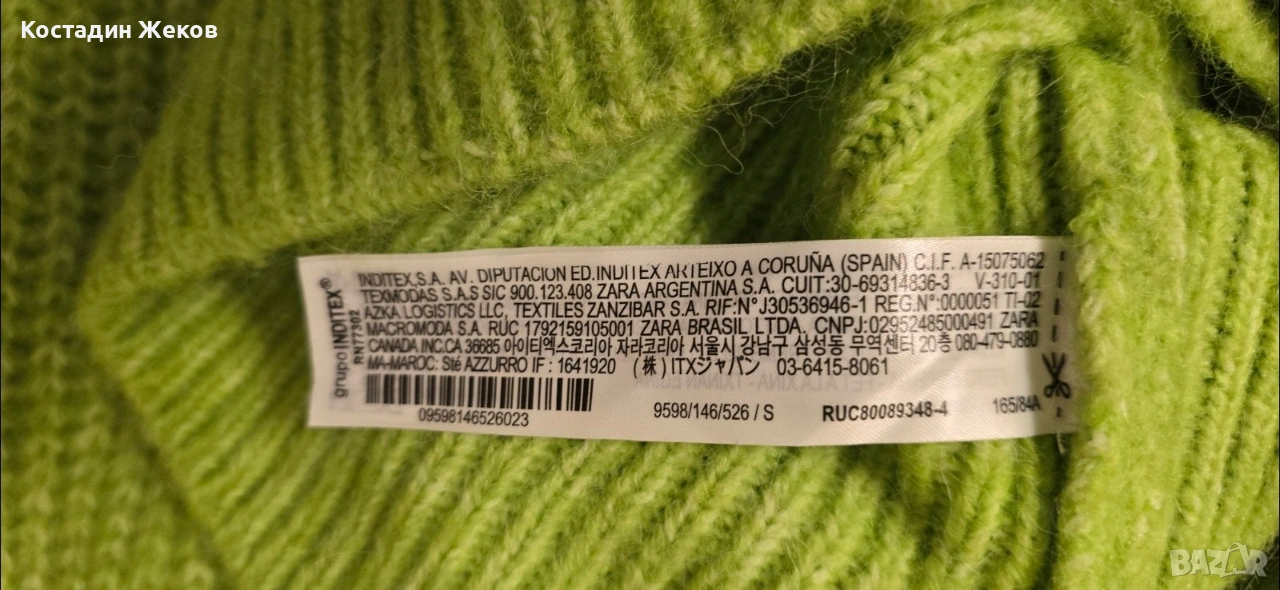 Костадин Жеков
grupo INDITEX®
RN77302
INDITEX,S.A. AV. DIPUTACION ED.INDITEX ARTEIXO A CORUÑA (SPAIN) C.I.F. A-15075062
TEXMODAS S.A.S SIC 900.123.408 ZARA ARGENTINA S.A. CUIT:30-69314836-3 V-310-01
AZKA LOGISTICS LLC, TEXTILES ZANZIBAR S.A. RIF:N°J30536946-1 REG.N°:0000051 TI-02
MACROMODA S.A. RUC 1792159105001 ZARA BRASIL LTDA. CNPJ:02952485000491 ZARA
CANADA INC.CA 36685 아이티엑스코리아 자라코리아 서울시 강남구 삼성동 무역센터 20층 080-479-0880
MA-MAROC: Sté AZZURRO IF : 1641920 (株) ITXジャパン 03-6415-8061
09598146526023
9598/146/526 / S
RUC80089348-4
165/84A
BAZAR